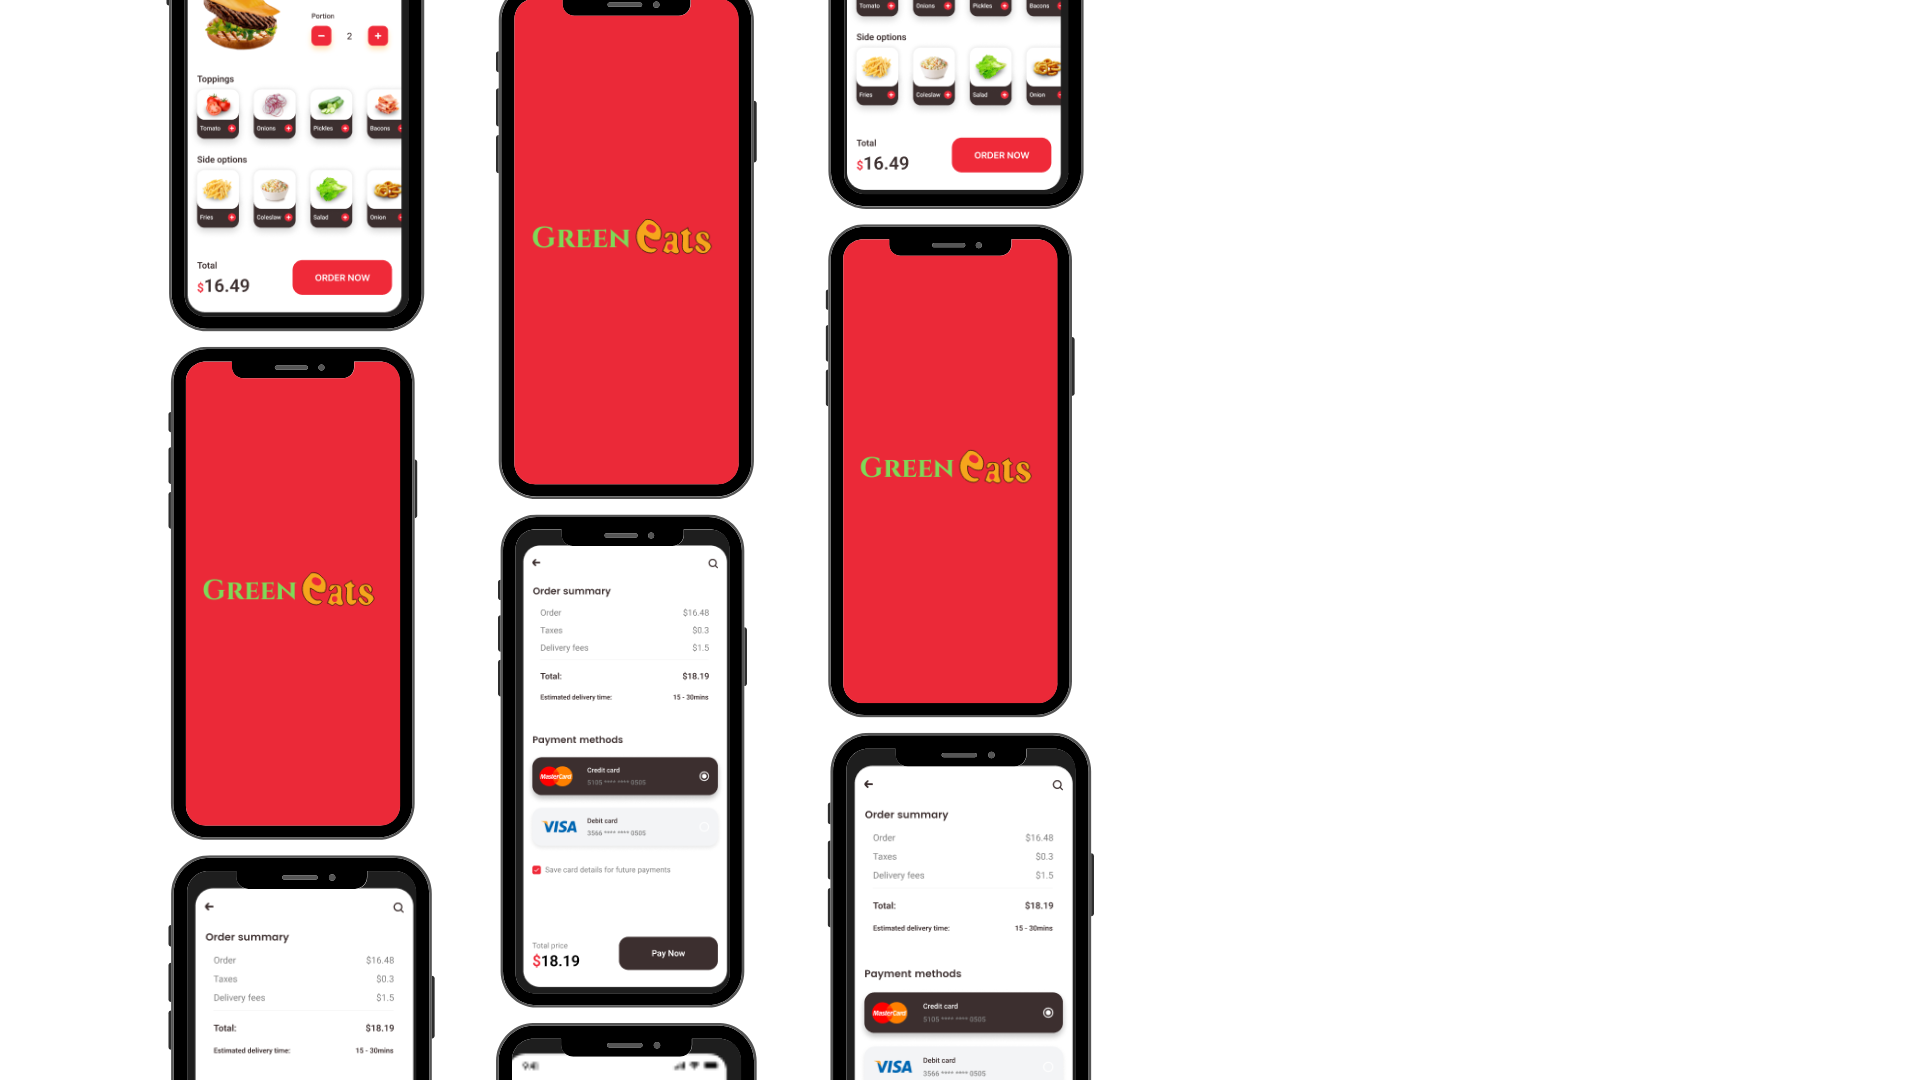 Portion
2
Toppings
Tomato Onions Pickles Bacons
Side options
Fries Coleslaw Salad Onion
Total
$16.49 ORDER NOW
GREEN eats
Order summary
Order $16.48
Taxes $0.3
Delivery fees $1.5
Total: $18.19
Estimated delivery time: 15 - 30mins
GREEN eats
Order summary
Order $16.48
Taxes $0.3
Delivery fees $1.5
Total: $18.19
Estimated delivery time: 15 - 30mins
Payment methods
MasterCard Credit card
5105 **** **** 0505
VISA Debit card
3566 **** **** 0505
Save card details for future payments
Total price
$18.19 Pay Now
9:41
Tomato Onions Pickles Bacons
Side options
Fries Coleslaw Salad Onion
Total
$16.49 ORDER NOW
GREEN eats
Order summary
Order $16.48
Taxes $0.3
Delivery fees $1.5
Total: $18.19
Estimated delivery time: 15 - 30mins
Payment methods
MasterCard Credit card
5105 **** **** 0505
VISA Debit card
3566 **** **** 0505